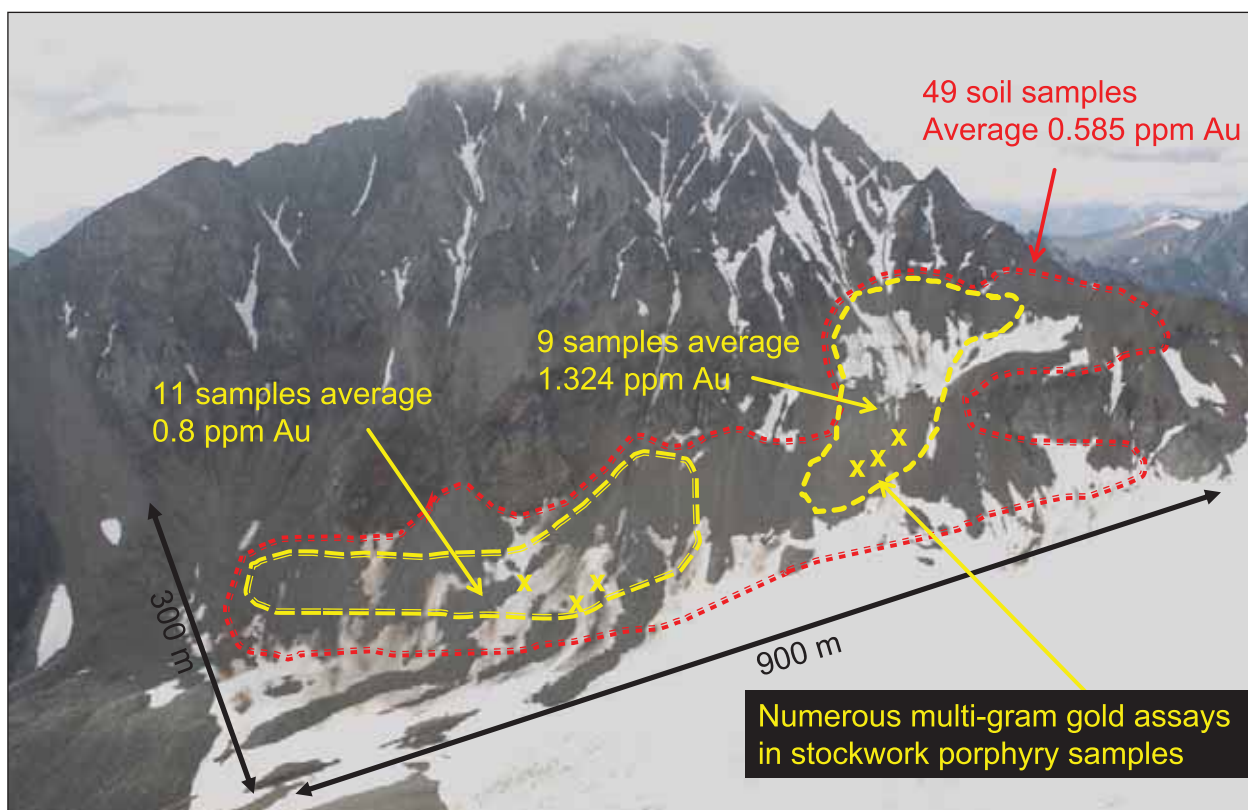 49 soil samples
Average 0.585 ppm Au
9 samples average
1.324 ppm Au
11 samples average
0.8 ppm Au
x
x
x
x
x
x
300 m
900 m
Numerous multi-gram gold assays
in stockwork porphyry samples